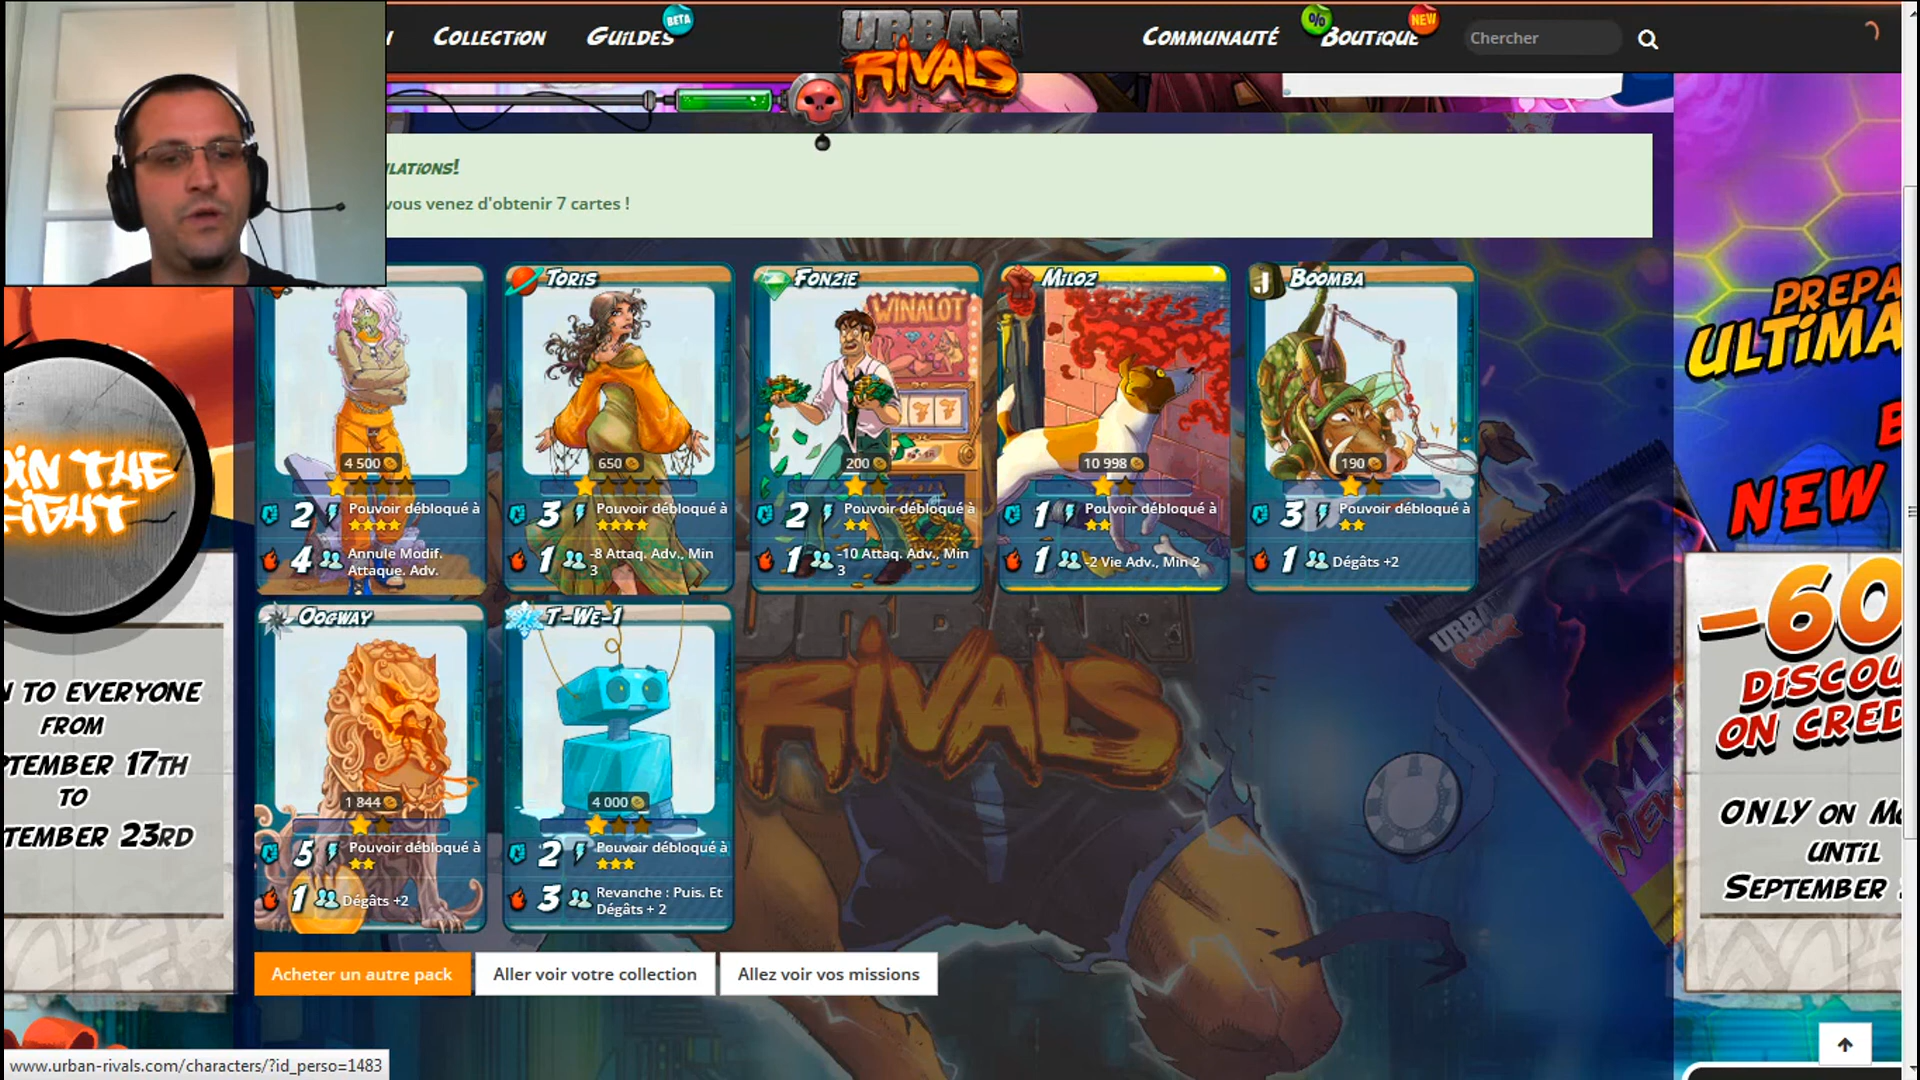 COLLECTION
GUILDES
BETA
URBAN
RIVALS
COMMUNAUTÉ
%
BOUTIQUE
NEW
Chercher
LATIONS!
vous venez d'obtenir 7 cartes !
4 500
2
Pouvoir débloqué à
4
Annule Modif.
Attaque. Adv.
TORIS
650
3
Pouvoir débloqué à
1
-8 Attaq. Adv., Min
3
FONZIE
WINALOT
200
2
Pouvoir débloqué à
1
-10 Attaq. Adv., Min
3
MILOZ
10 998
1
Pouvoir débloqué à
1
-2 Vie Adv., Min 2
J
BOOMBA
190
3
Pouvoir débloqué à
1
Dégâts +2
OOGWAY
1 844
5
Pouvoir débloqué à
1
Dégâts +2
T-WE-1
4 000
2
Pouvoir débloqué à
3
Revanche : Puis. Et
Dégâts + 2
Acheter un autre pack
Aller voir votre collection
Allez voir vos missions
OIN THE
FIGHT
N TO EVERYONE
FROM
PTEMBER 17TH
TO
TEMBER 23RD
URBAN
RIVALS
PREPA
ULTIMA
NEW
-60
DISCOU
ON CRED
ONLY ON MO
UNTIL
SEPTEMBER
www.urban-rivals.com/characters/?id_perso=1483